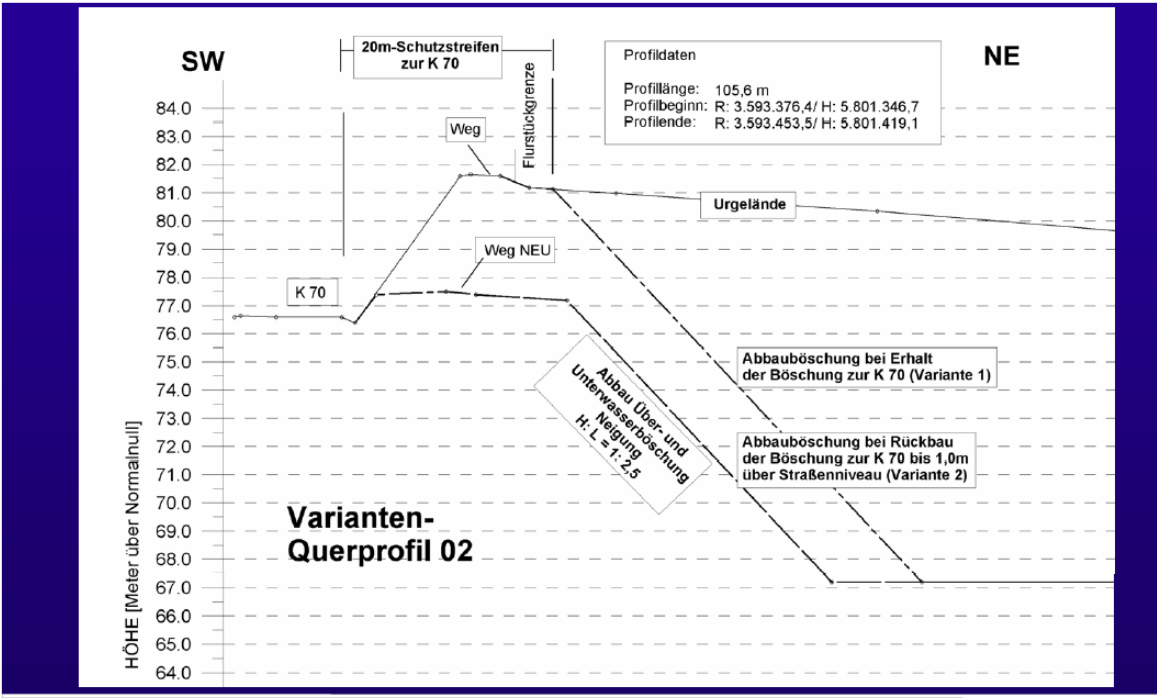 SW
20m-Schutzstreifen
zur K 70
Flurstückgrenze
Profildaten
Profillänge: 105,6 m
Profilbeginn: R: 3.593.376,4/ H: 5.801.346,7
Profilende: R: 3.593.453,5/ H: 5.801.419,1
NE
84.0
83.0
82.0
81.0
80.0
79.0
78.0
77.0
76.0
75.0
74.0
73.0
72.0
71.0
70.0
69.0
68.0
67.0
66.0
65.0
64.0
HÖHE [Meter über Normalnull]
Weg
Urgelände
Weg NEU
K 70
Abbauböschung bei Erhalt
der Böschung zur K 70 (Variante 1)
Abbau Über- und
Unterwasserböschung
Neigung
H: L = 1: 2,5
Abbauböschung bei Rückbau
der Böschung zur K 70 bis 1,0m
über Straßenniveau (Variante 2)
Varianten-
Querprofil 02